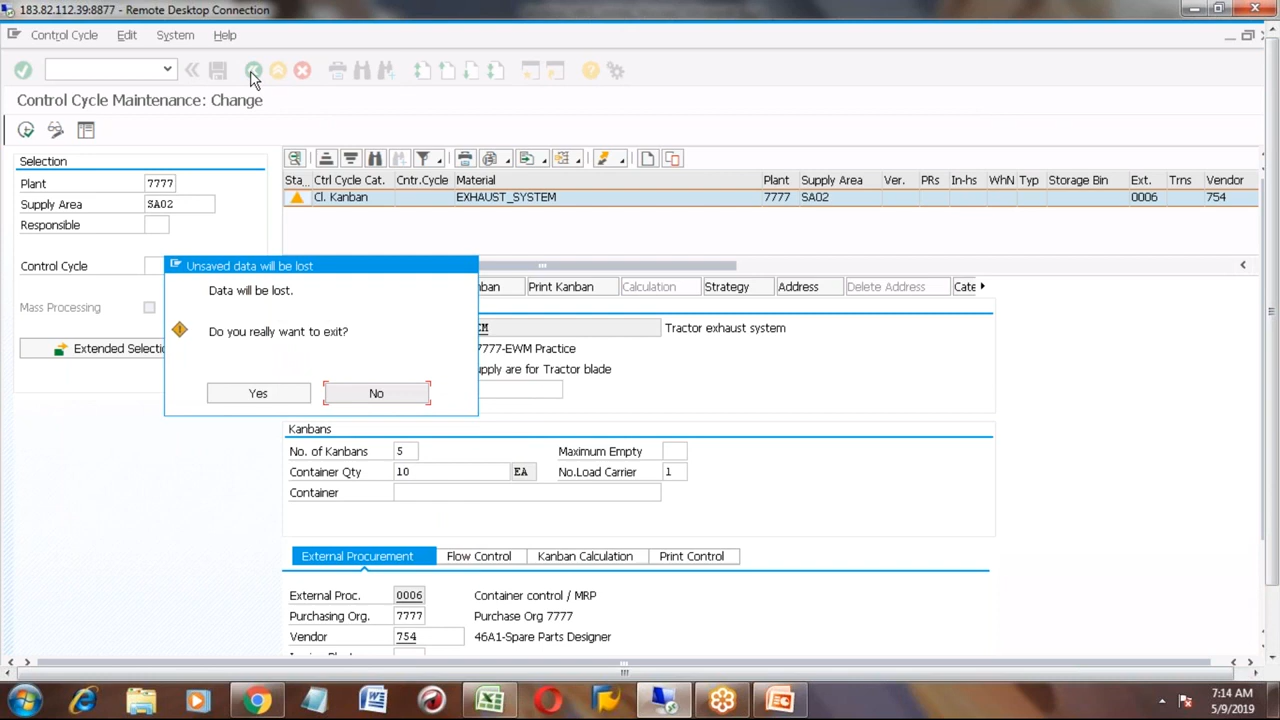 183.82.112.39:8877 - Remote Desktop Connection
Control Cycle Edit System Help
Control Cycle Maintenance: Change
Selection
Plant 7777
Supply Area SA02
Responsible
Control Cycle
Mass Processing
Extended Selectio
Sta... Ctrl Cycle Cat. Cntr.Cycle Material Plant Supply Area Ver. PRs In-hs WhN Typ Storage Bin Ext. Trns Vendor
Cl. Kanban EXHAUST_SYSTEM 7777 SA02 0006 754
Unsaved data will be lost
Data will be lost.
Do you really want to exit?
Yes No
nban Print Kanban Calculation Strategy Address Delete Address Cate
EM Tractor exhaust system
7777-EWM Practice
upply are for Tractor blade
Kanbans
No. of Kanbans 5 Maximum Empty
Container Qty 10 EA No.Load Carrier 1
Container
External Procurement Flow Control Kanban Calculation Print Control
External Proc. 0006 Container control / MRP
Purchasing Org. 7777 Purchase Org 7777
Vendor 754 46A1-Spare Parts Designer
7:14 AM
5/9/2019